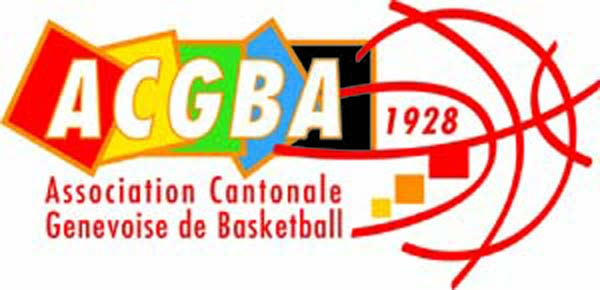 ACGBA 1928
Association Cantonale
Genevoise de Basketball